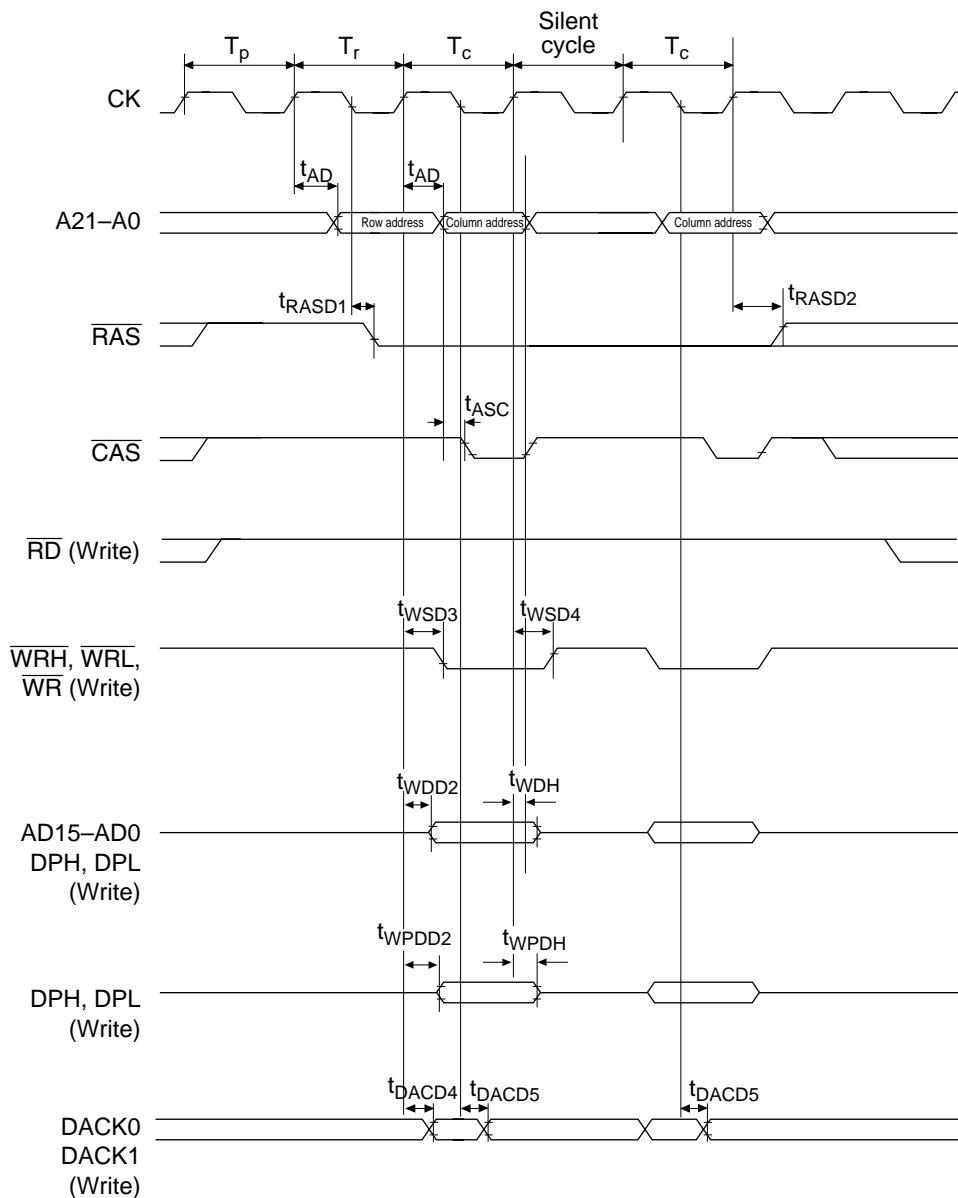 Silent
cycle
Tp Tr Tc Tc
CK
tAD tAD
A21–A0 Row address Column address Column address
tRASD1 tRASD2
RAS
tASC
CAS
RD (Write)
tWSD3 tWSD4
WRH, WRL,
WR (Write)
tWDD2 tWDH
AD15–AD0
DPH, DPL
(Write)
tWPDD2 tWPDH
DPH, DPL
(Write)
tDACD4 tDACD5 tDACD5
DACK0
DACK1
(Write)